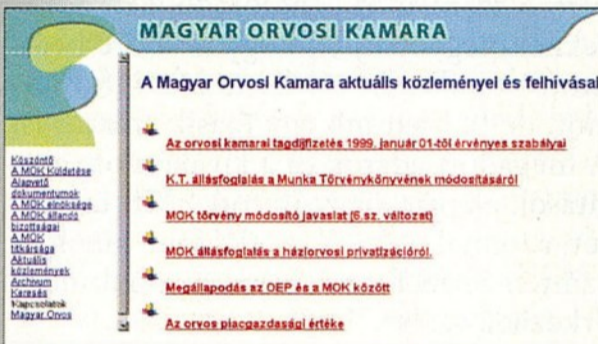 MAGYAR ORVOSI KAMARA
A Magyar Orvosi Kamara aktuális közleményei és felhívásai
Az orvosi kamarai tagdíjfizetés 1999. január 01-től érvényes szabályai
K.T. állásfoglalás a Munka Törvénykönyvének módosításáról
MOK törvény módosító javaslat (6.sz. változat)
MOK állásfoglalás a háziorvosi privatizációról.
Megállapodás az OEP és a MOK között
Az orvos piacgazdasági értéke
Köszöntő
A MOK Küldetése
Alapvető
dokumentumok
A MOK elnöksége
A MOK állandó
bizottságai
A MOK
titkársága
Aktuális
közlemények
Archívum
Keresés
Kapcsolatok
Magyar Orvos